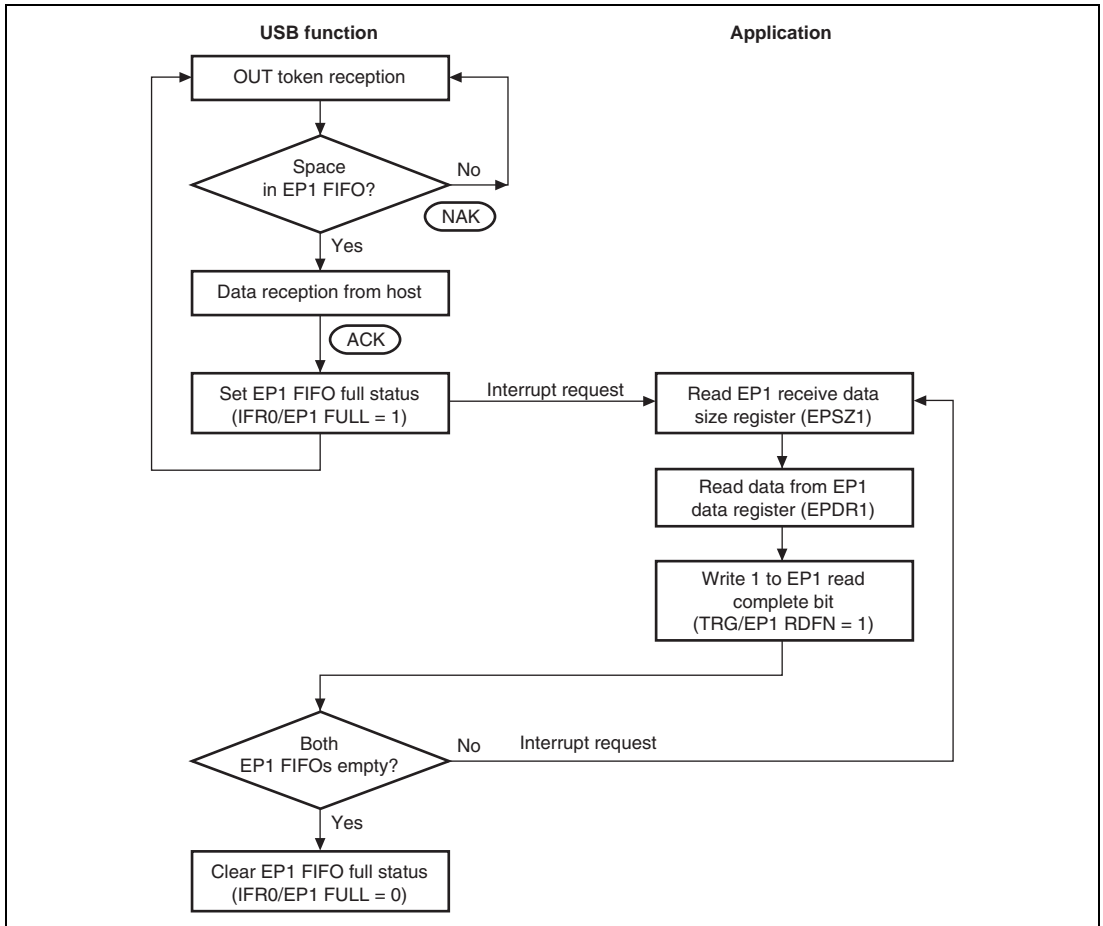 USB function
Application
OUT token reception
Space
in EP1 FIFO?
No
NAK
Yes
Data reception from host
ACK
Set EP1 FIFO full status
(IFR0/EP1 FULL = 1)
Interrupt request
Read EP1 receive data
size register (EPSZ1)
Read data from EP1
data register (EPDR1)
Write 1 to EP1 read
complete bit
(TRG/EP1 RDFN = 1)
Both
EP1 FIFOs empty?
No
Interrupt request
Yes
Clear EP1 FIFO full status
(IFR0/EP1 FULL = 0)